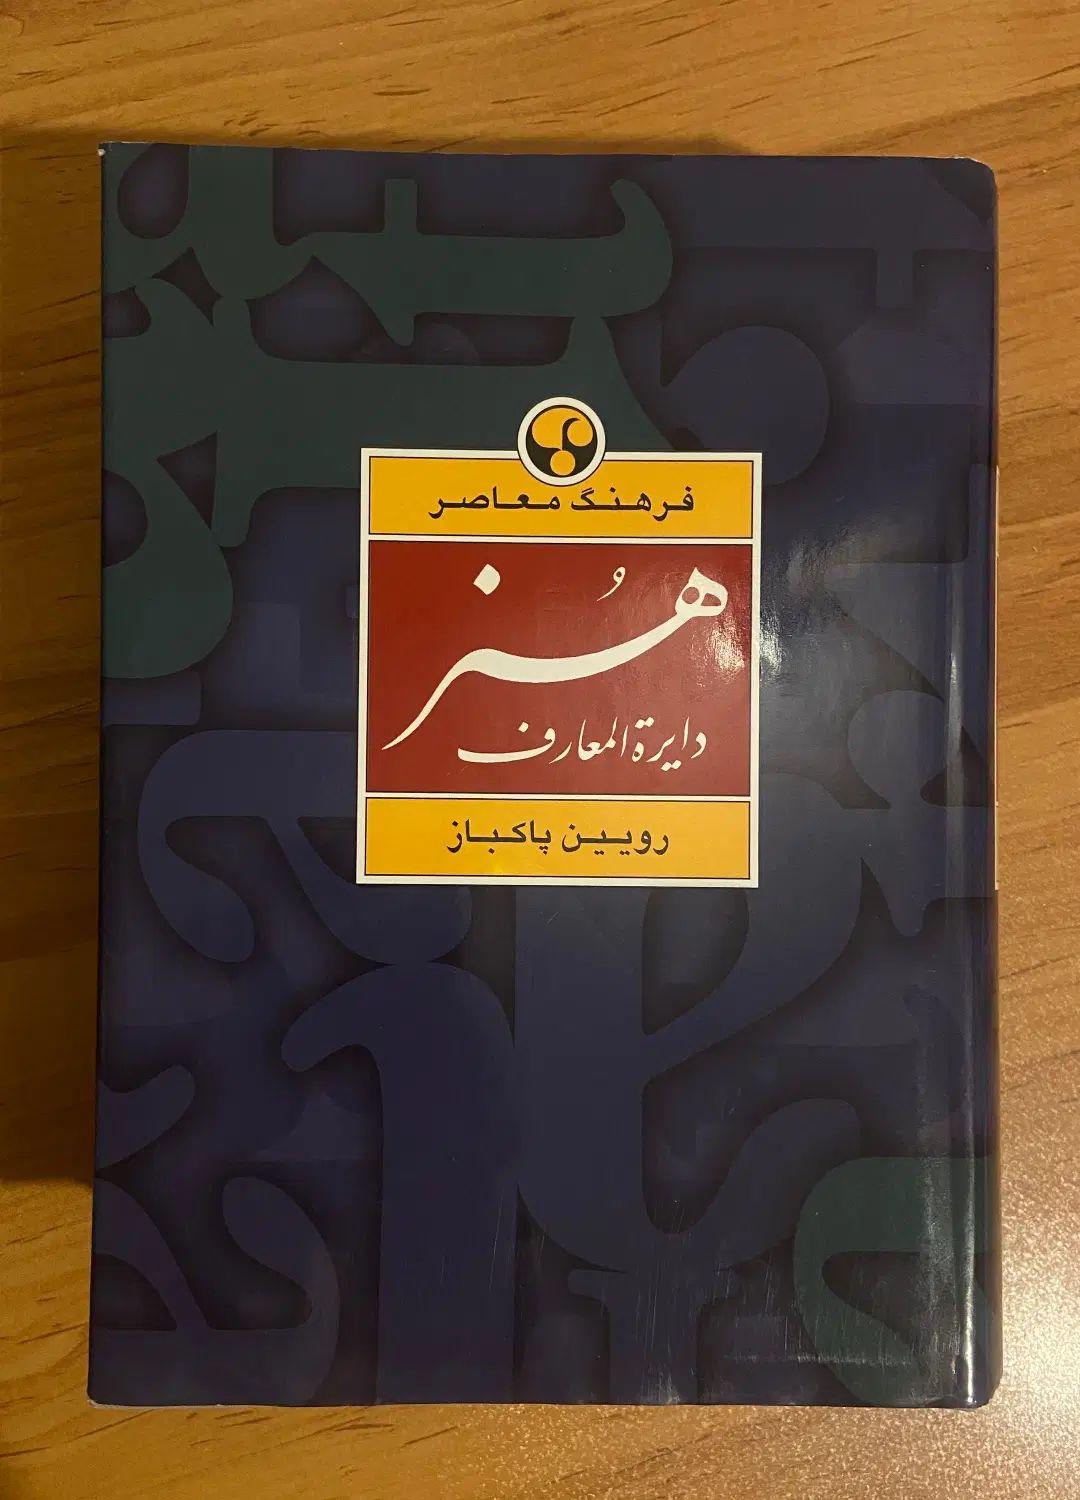 فرهنگ معاصر
هُنر
دایرة المعارف
رویین پاکباز